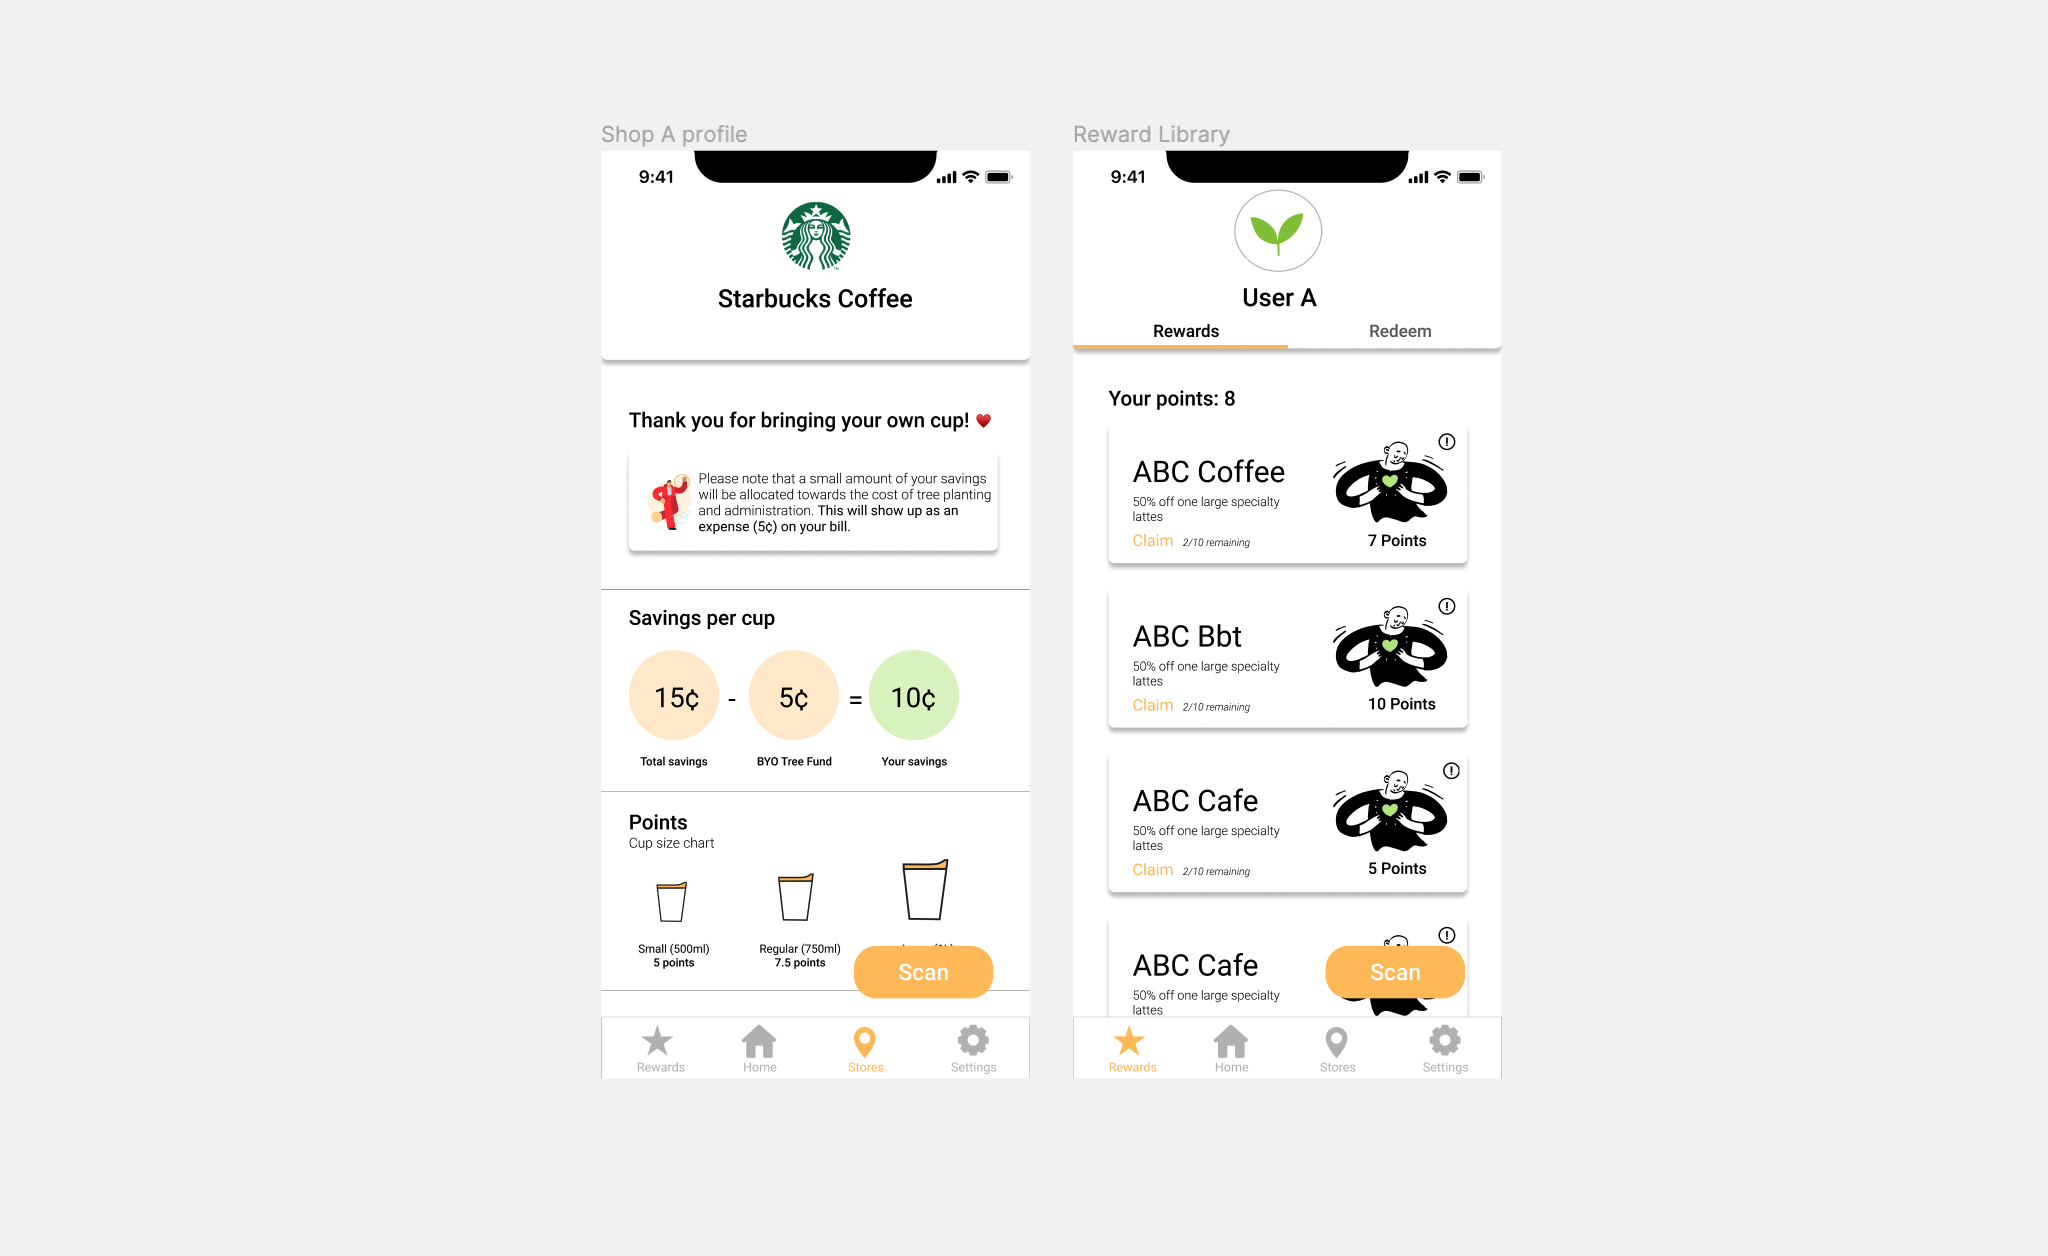 Shop A profile
9:41
Starbucks Coffee
Thank you for bringing your own cup!
Please note that a small amount of your savings
will be allocated towards the cost of tree planting
and administration. This will show up as an
expense (5¢) on your bill.
Savings per cup
15¢ - 5¢ = 10¢
Total savings BYO Tree Fund Your savings
Points
Cup size chart
Small (500ml) Regular (750ml)
5 points 7.5 points
Scan
Rewards Home Stores Settings
Reward Library
9:41
User A
Rewards Redeem
Your points: 8
ABC Coffee
50% off one large specialty
lattes
Claim 2/10 remaining 7 Points
ABC Bbt
50% off one large specialty
lattes
Claim 2/10 remaining 10 Points
ABC Cafe
50% off one large specialty
lattes
Claim 2/10 remaining 5 Points
ABC Cafe
Scan
50% off one large specialty
lattes
Rewards Home Stores Settings